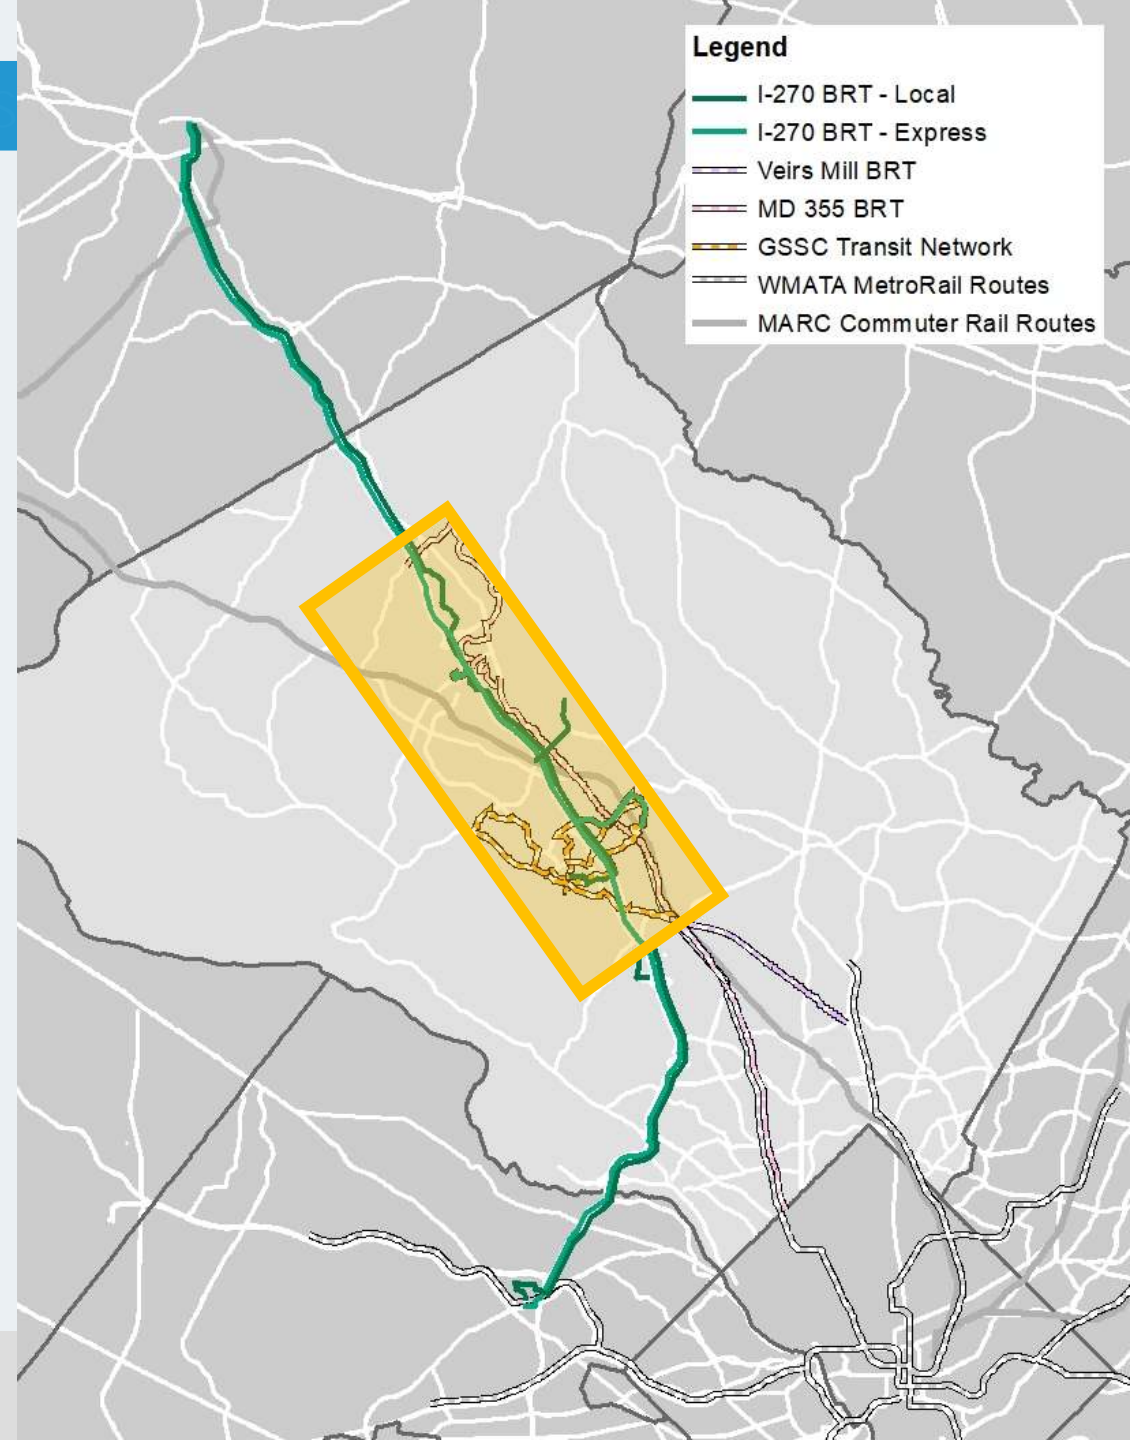 Legend
I-270 BRT - Local
I-270 BRT - Express
Veirs Mill BRT
MD 355 BRT
GSSC Transit Network
WMATA MetroRail Routes
MARC Commuter Rail Routes